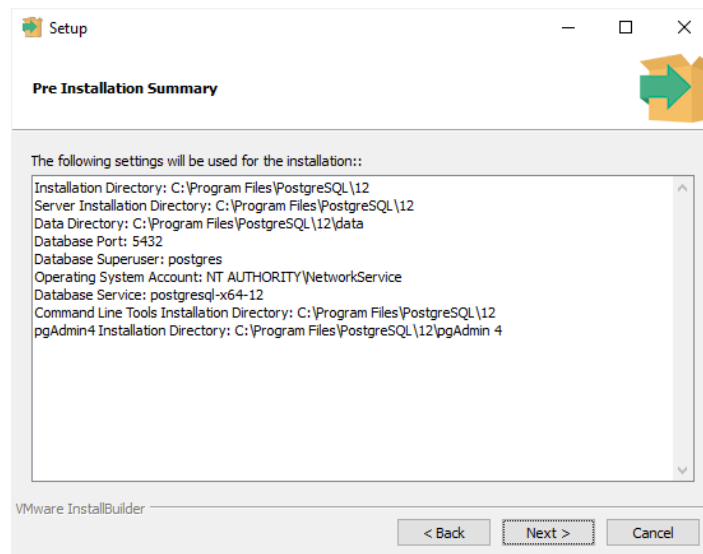 Setup
Pre Installation Summary
The following settings will be used for the installation::
Installation Directory: C:\Program Files\PostgreSQL\12
Server Installation Directory: C:\Program Files\PostgreSQL\12
Data Directory: C:\Program Files\PostgreSQL\12\data
Database Port: 5432
Database Superuser: postgres
Operating System Account: NT AUTHORITY\NetworkService
Database Service: postgresql-x64-12
Command Line Tools Installation Directory: C:\Program Files\PostgreSQL\12
pgAdmin4 Installation Directory: C:\Program Files\PostgreSQL\12\pgAdmin 4
VMware InstallBuilder
< Back Next > Cancel